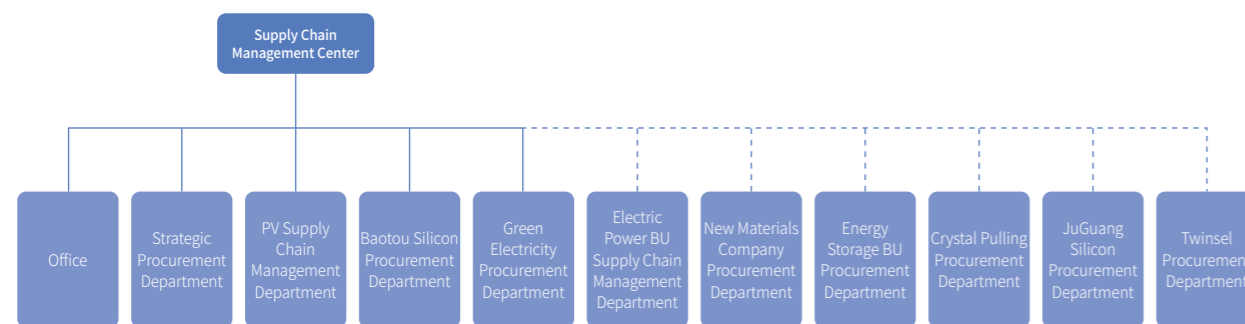 Supply Chain
Management Center
Office
Strategic
Procurement
Department
PV Supply
Chain
Management
Department
Baotou Silicon
Procurement
Department
Green
Electricity
Procurement
Department
Electric
Power BU
Supply Chain
Management
Department
New Materials
Company
Procurement
Department
Energy
Storage BU
Procurement
Department
Crystal Pulling
Procurement
Department
JuGuang
Silicon
Procurement
Department
Twinsel
Procurement
Department